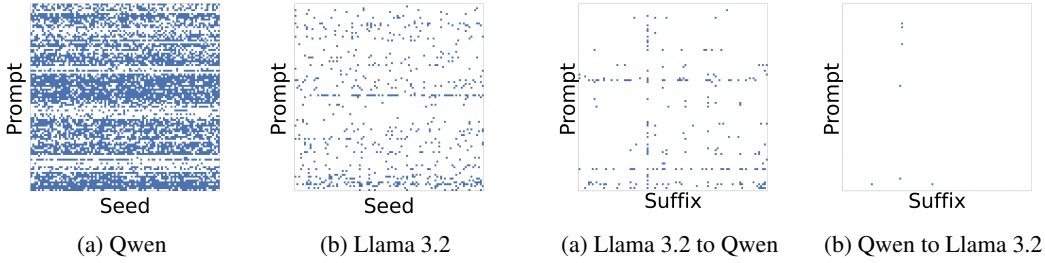 Prompt
Seed
(a) Qwen
Prompt
Seed
(b) Llama 3.2
Prompt
Suffix
(a) Llama 3.2 to Qwen
Prompt
Suffix
(b) Qwen to Llama 3.2